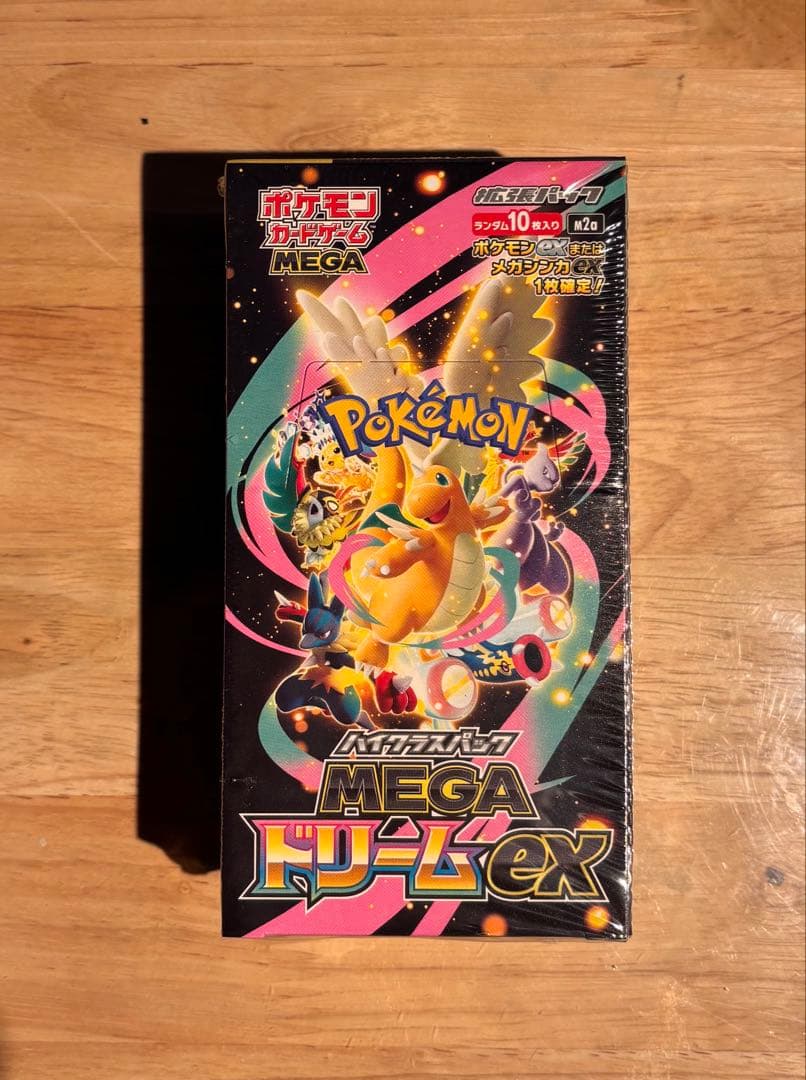 ポケモン
カードゲーム
MEGA
拡張パック
ランダム10枚入り
M2a
ポケモンexまたは
メガシンカex
1枚確定!
POKÉMON
ハイクラスパック
MEGA
ドリームex